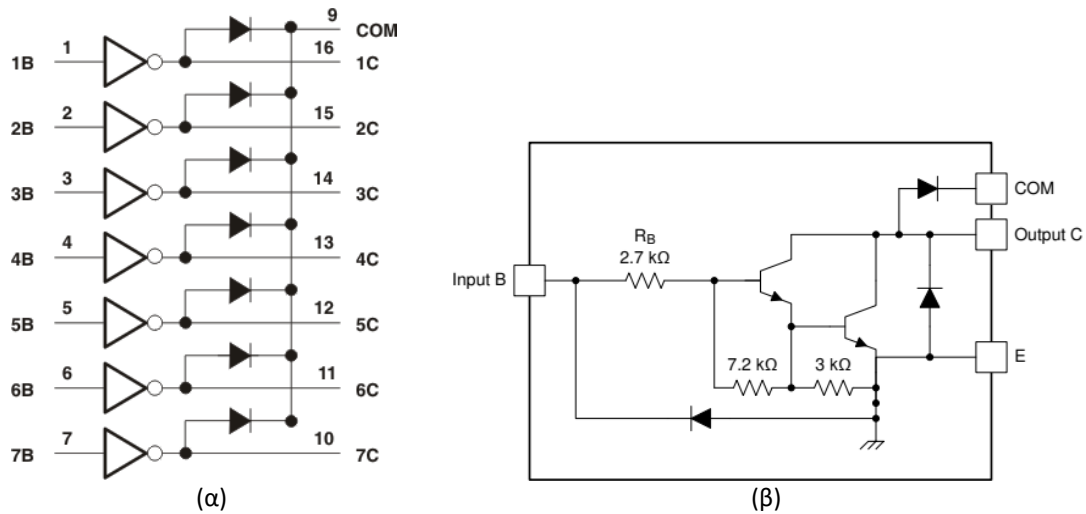 9
COM
1B
1
16
1C
2B
2
15
2C
3B
3
14
3C
4B
4
13
4C
5B
5
12
5C
6B
6
11
6C
7B
7
10
7C
(α)
COM
Output C
R_B
2.7 kΩ
Input B
E
7.2 kΩ
3 kΩ
(β)